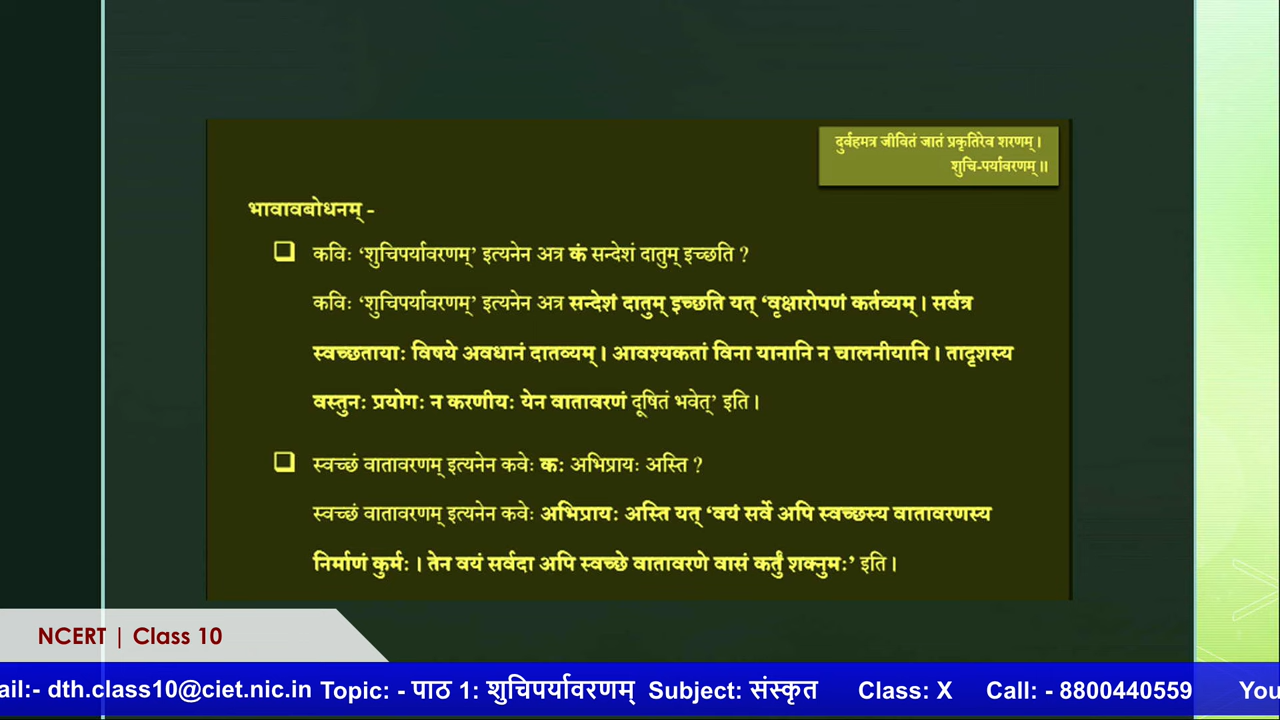 दुर्वहमत्र जीवितं जातं प्रकृतिरेव शरणम् ।
शुचि-पर्यावरणम् ॥
भावावबोधनम् -
कविः ‘शुचिपर्यावरणम्’ इत्यनेन अत्र कं सन्देशं दातुम् इच्छति ?
कविः ‘शुचिपर्यावरणम्’ इत्यनेन अत्र सन्देशं दातुम् इच्छति यत् ‘वृक्षारोपणं कर्तव्यम् । सर्वत्र
स्वच्छतायाः विषये अवधानं दातव्यम् । आवश्यकतां विना यानानि न चालनीयानि । तादृशस्य
वस्तुनः प्रयोगः न करणीयः येन वातावरणं दूषितं भवेत्’ इति ।
स्वच्छं वातावरणम् इत्यनेन कवेः कः अभिप्रायः अस्ति ?
स्वच्छं वातावरणम् इत्यनेन कवेः अभिप्रायः अस्ति यत् ‘वयं सर्वे अपि स्वच्छस्य वातावरणस्य
निर्माणं कुर्मः । तेन वयं सर्वदा अपि स्वच्छे वातावरणे वासं कर्तुं शक्नुमः’ इति ।
NCERT | Class 10
ail:- dth.class10@ciet.nic.in Topic: - पाठ 1: शुचिपर्यावरणम् Subject: संस्कृत Class: X Call: - 8800440559 You